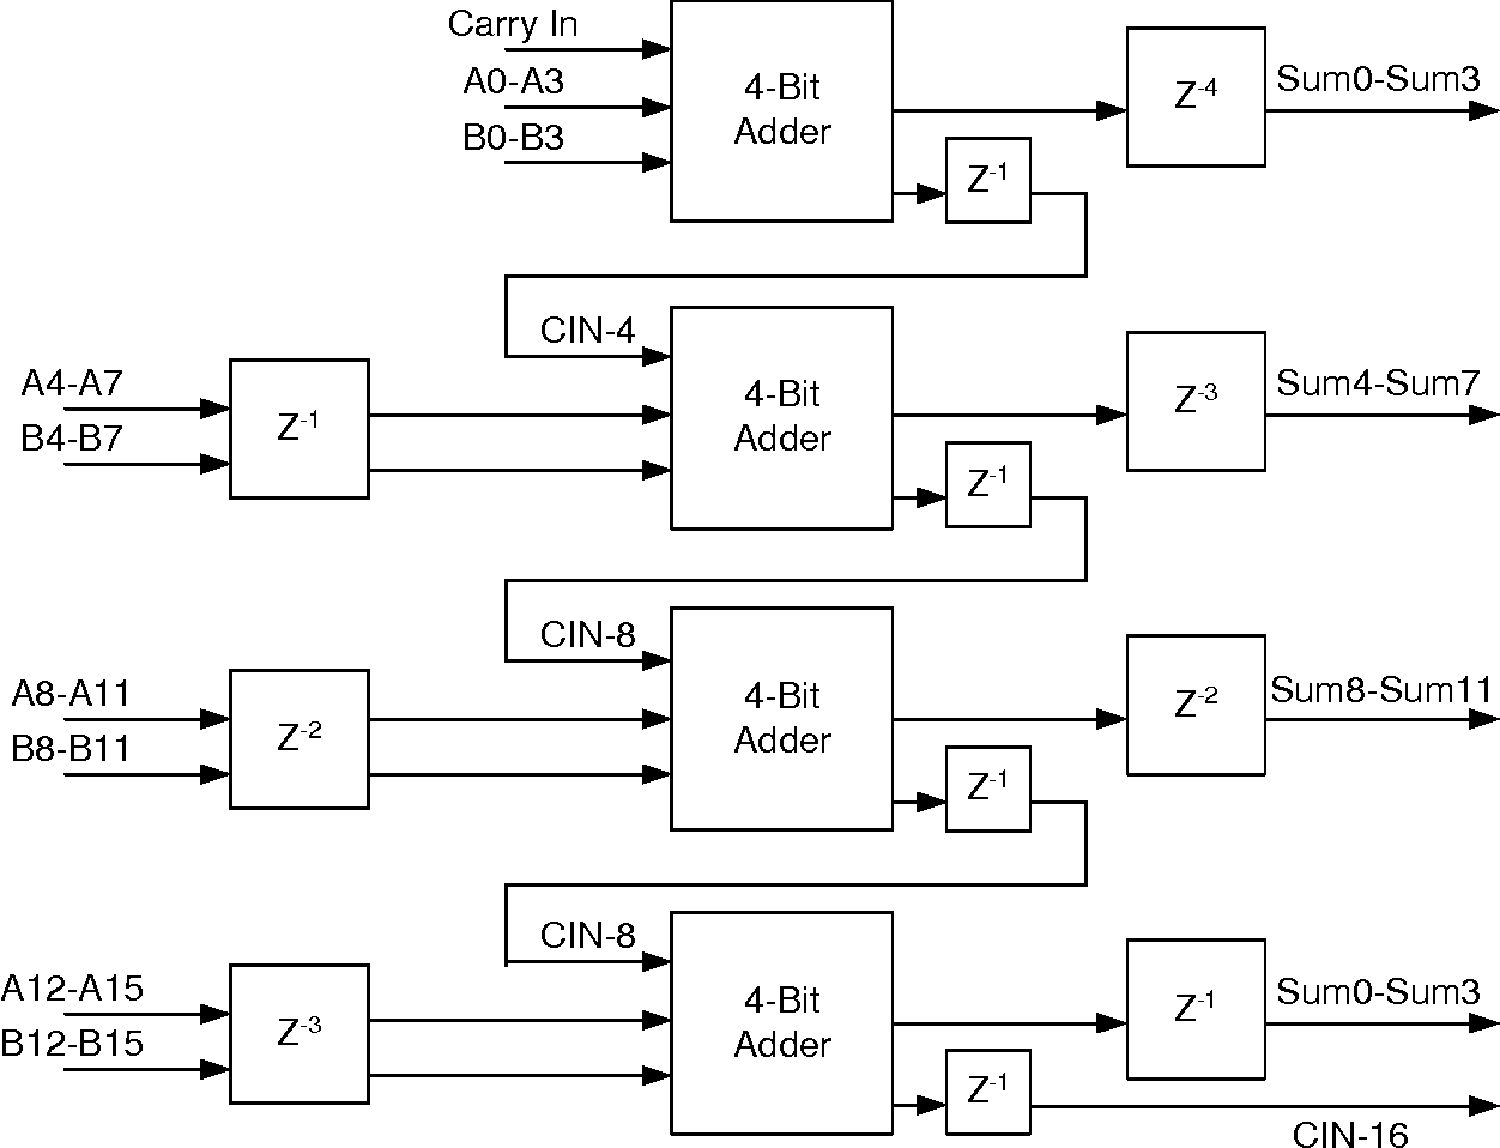 Carry In
A0-A3
B0-B3
4-Bit
Adder
Z-4
Sum0-Sum3
Z-1
CIN-4
A4-A7
B4-B7
Z-1
4-Bit
Adder
Z-3
Sum4-Sum7
Z-1
CIN-8
A8-A11
B8-B11
Z-2
4-Bit
Adder
Z-2
Sum8-Sum11
Z-1
CIN-8
A12-A15
B12-B15
Z-3
4-Bit
Adder
Z-1
Sum0-Sum3
Z-1
CIN-16